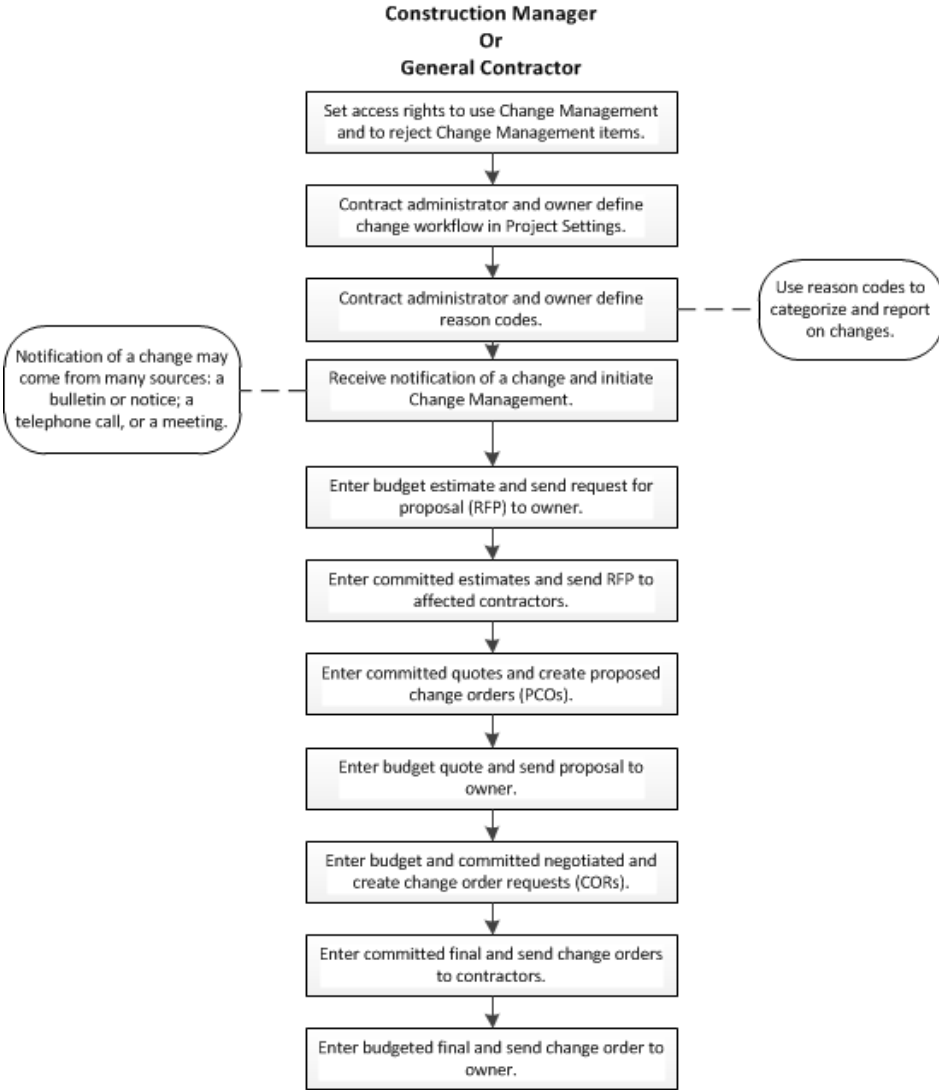 Construction Manager
Or
General Contractor
Set access rights to use Change Management
and to reject Change Management items.
Contract administrator and owner define
change workflow in Project Settings.
Contract administrator and owner define
reason codes.
Use reason codes to
categorize and report
on changes.
Notification of a change may
come from many sources: a
bulletin or notice; a
telephone call, or a meeting.
Receive notification of a change and initiate
Change Management.
Enter budget estimate and send request for
proposal (RFP) to owner.
Enter committed estimates and send RFP to
affected contractors.
Enter committed quotes and create proposed
change orders (PCOs).
Enter budget quote and send proposal to
owner.
Enter budget and committed negotiated and
create change order requests (CORs).
Enter committed final and send change orders
to contractors.
Enter budgeted final and send change order to
owner.